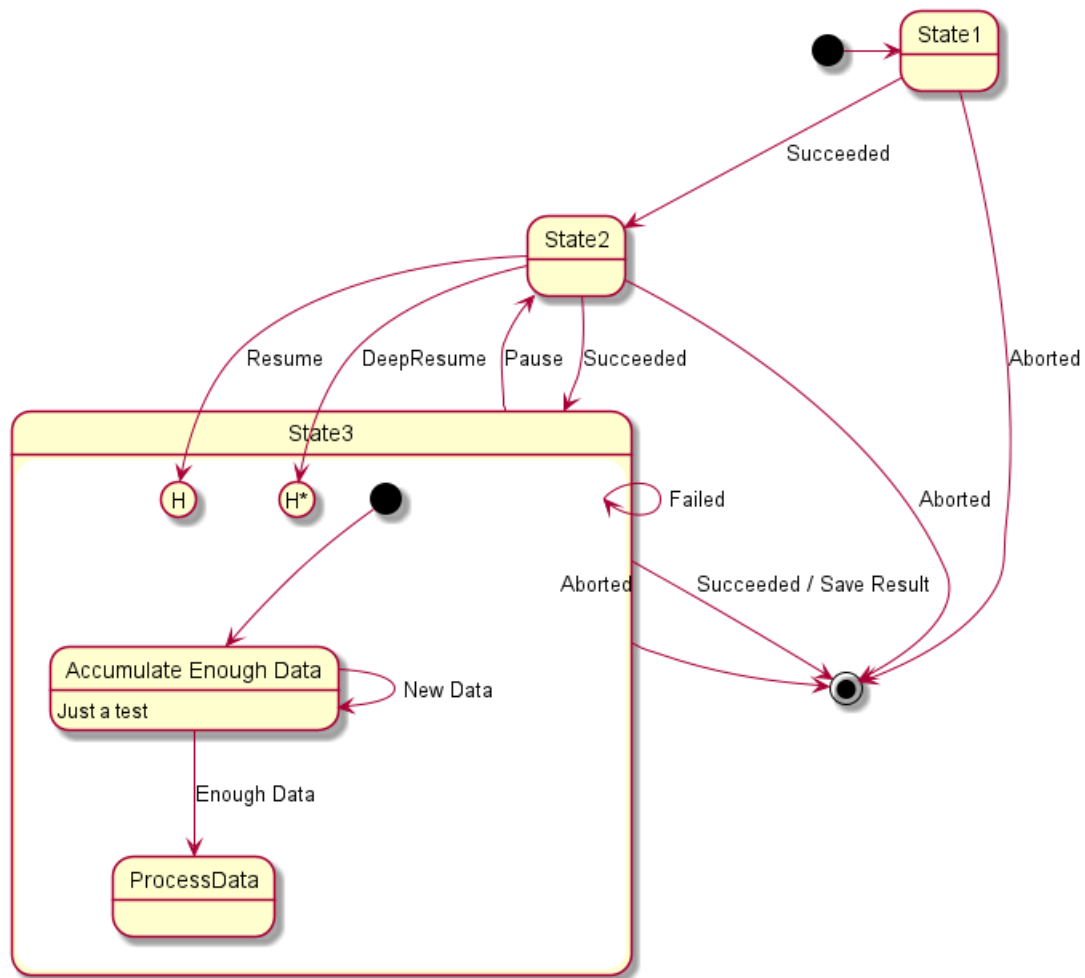 State1
Succeeded
State2
Resume
DeepResume
Pause
Succeeded
Aborted
State3
H
H*
Failed
Aborted
Aborted
Succeeded / Save Result
Accumulate Enough Data
Just a test
New Data
Enough Data
ProcessData